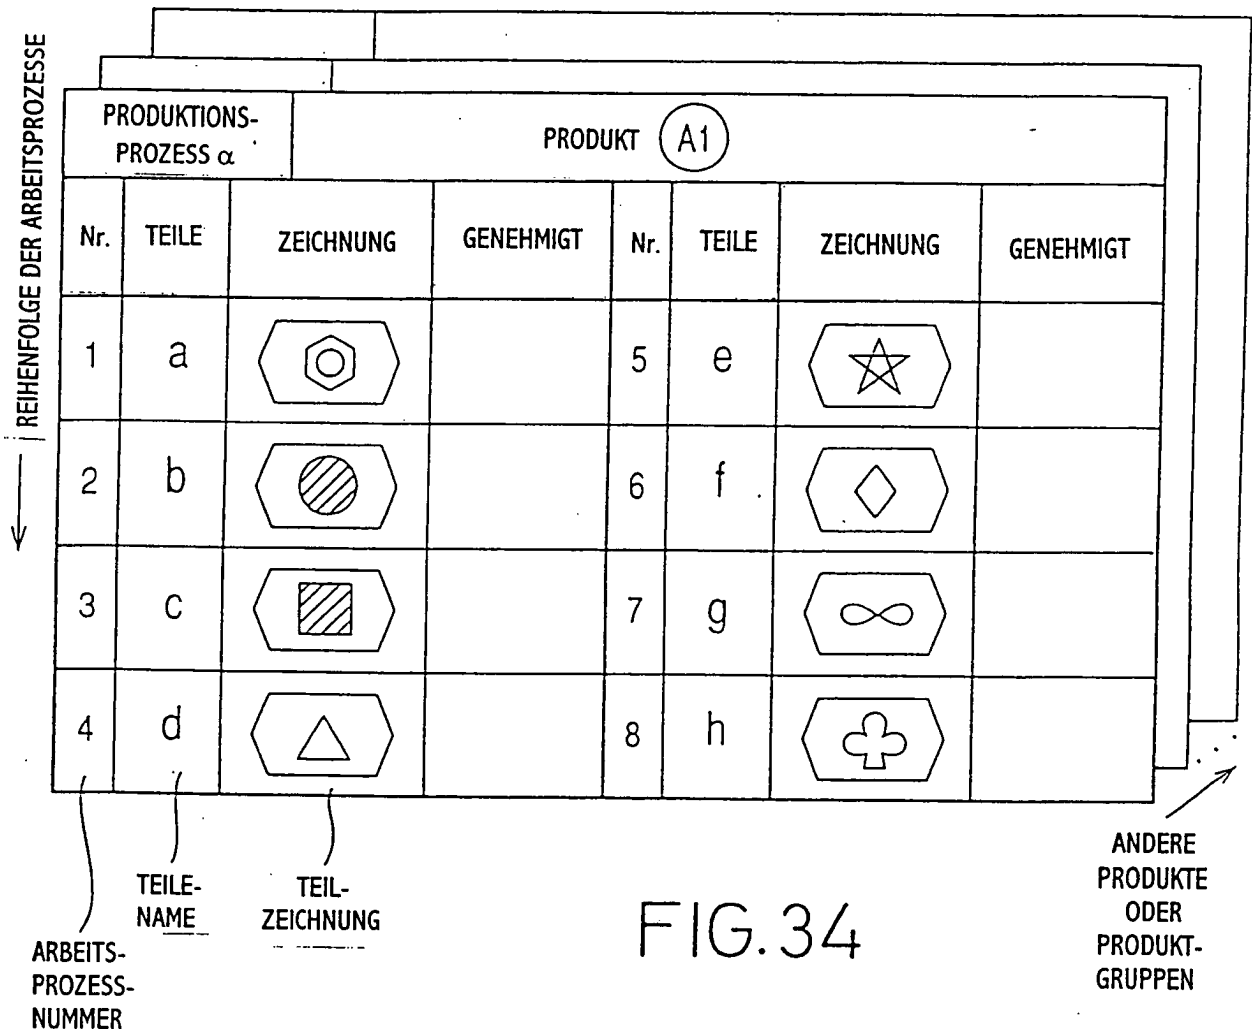 REIHENFOLGE DER ARBEITSPROZESSE
PRODUKTIONS-
PROZESS α
PRODUKT A1
Nr. TEILE ZEICHNUNG GENEHMIGT Nr. TEILE ZEICHNUNG GENEHMIGT
1 a 5 e
2 b 6 f
3 c 7 g
4 d 8 h
ARBEITS-
PROZESS-
NUMMER
TEILE-
NAME
TEIL-
ZEICHNUNG
ANDERE
PRODUKTE
ODER
PRODUKT-
GRUPPEN
FIG. 34